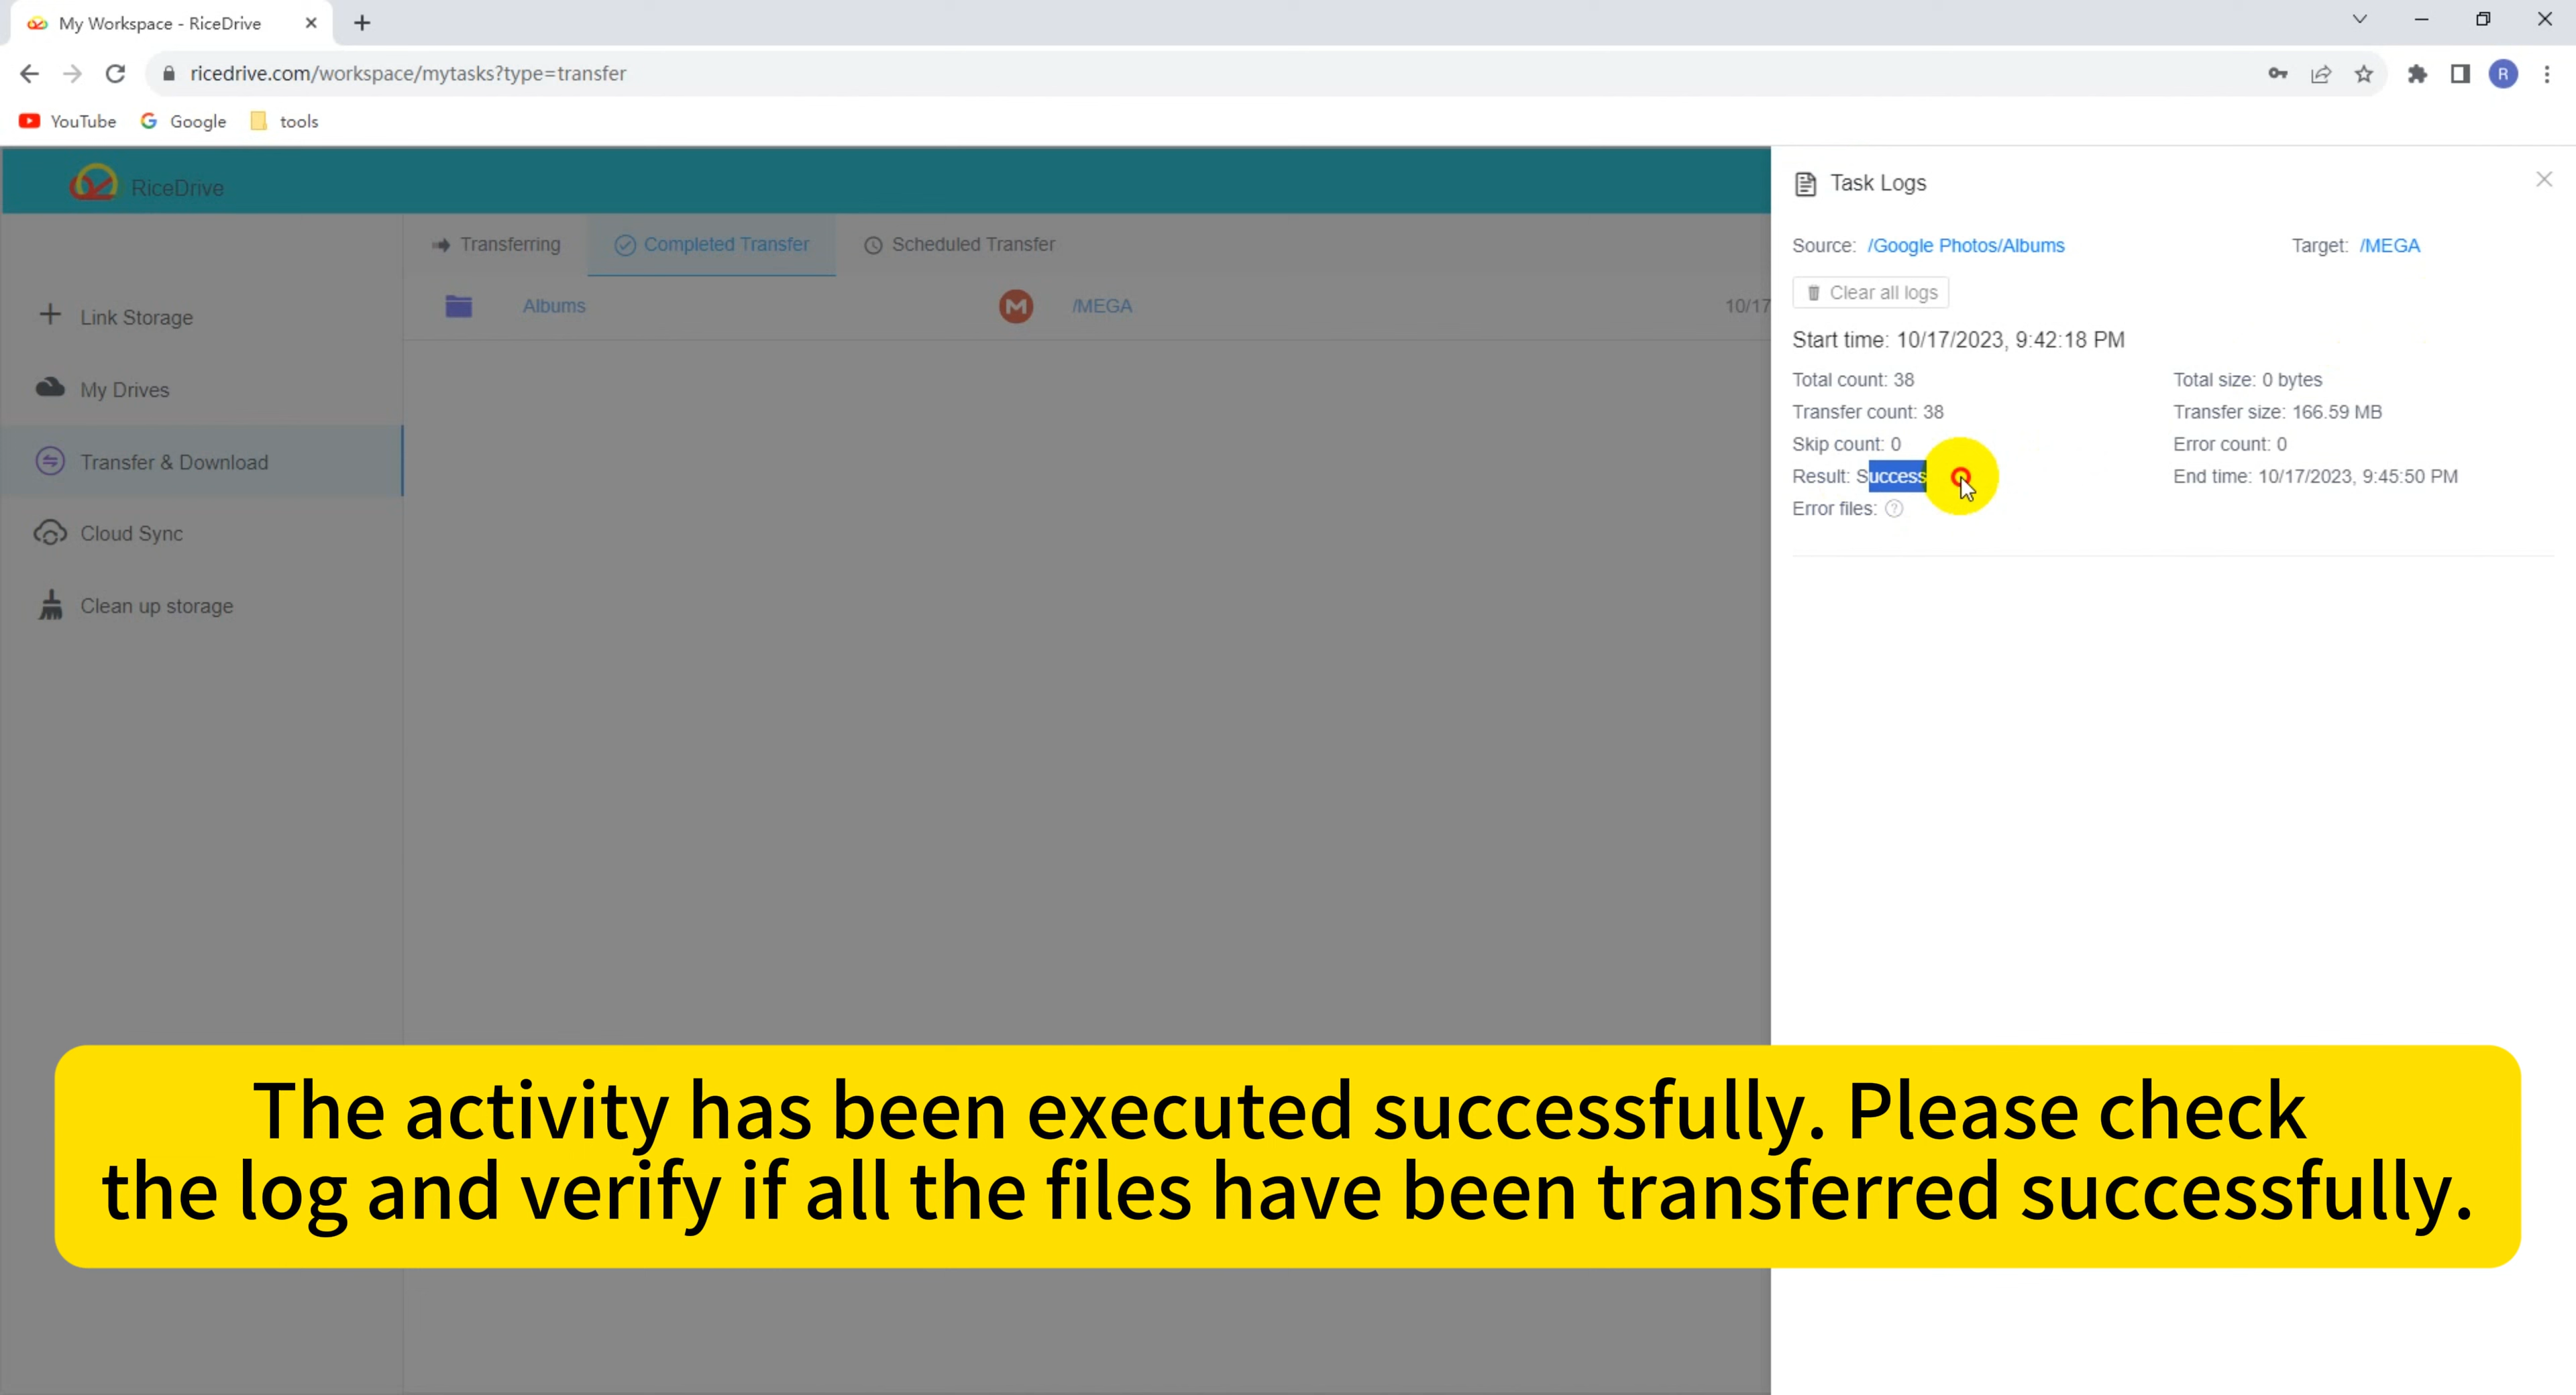 My Workspace - RiceDrive
ricedrive.com/workspace/mytasks?type=transfer
R
YouTube
Google
tools
RiceDrive
Link Storage
My Drives
Transfer & Download
Cloud Sync
Clean up storage
Transferring
Completed Transfer
Scheduled Transfer
Albums
/MEGA
10/17
Task Logs
Source: /Google Photos/Albums
Target: /MEGA
Clear all logs
Start time: 10/17/2023, 9:42:18 PM
Total count: 38
Total size: 0 bytes
Transfer count: 38
Transfer size: 166.59 MB
Skip count: 0
Error count: 0
Result: Success
End time: 10/17/2023, 9:45:50 PM
Error files:
The activity has been executed successfully. Please check
the log and verify if all the files have been transferred successfully.